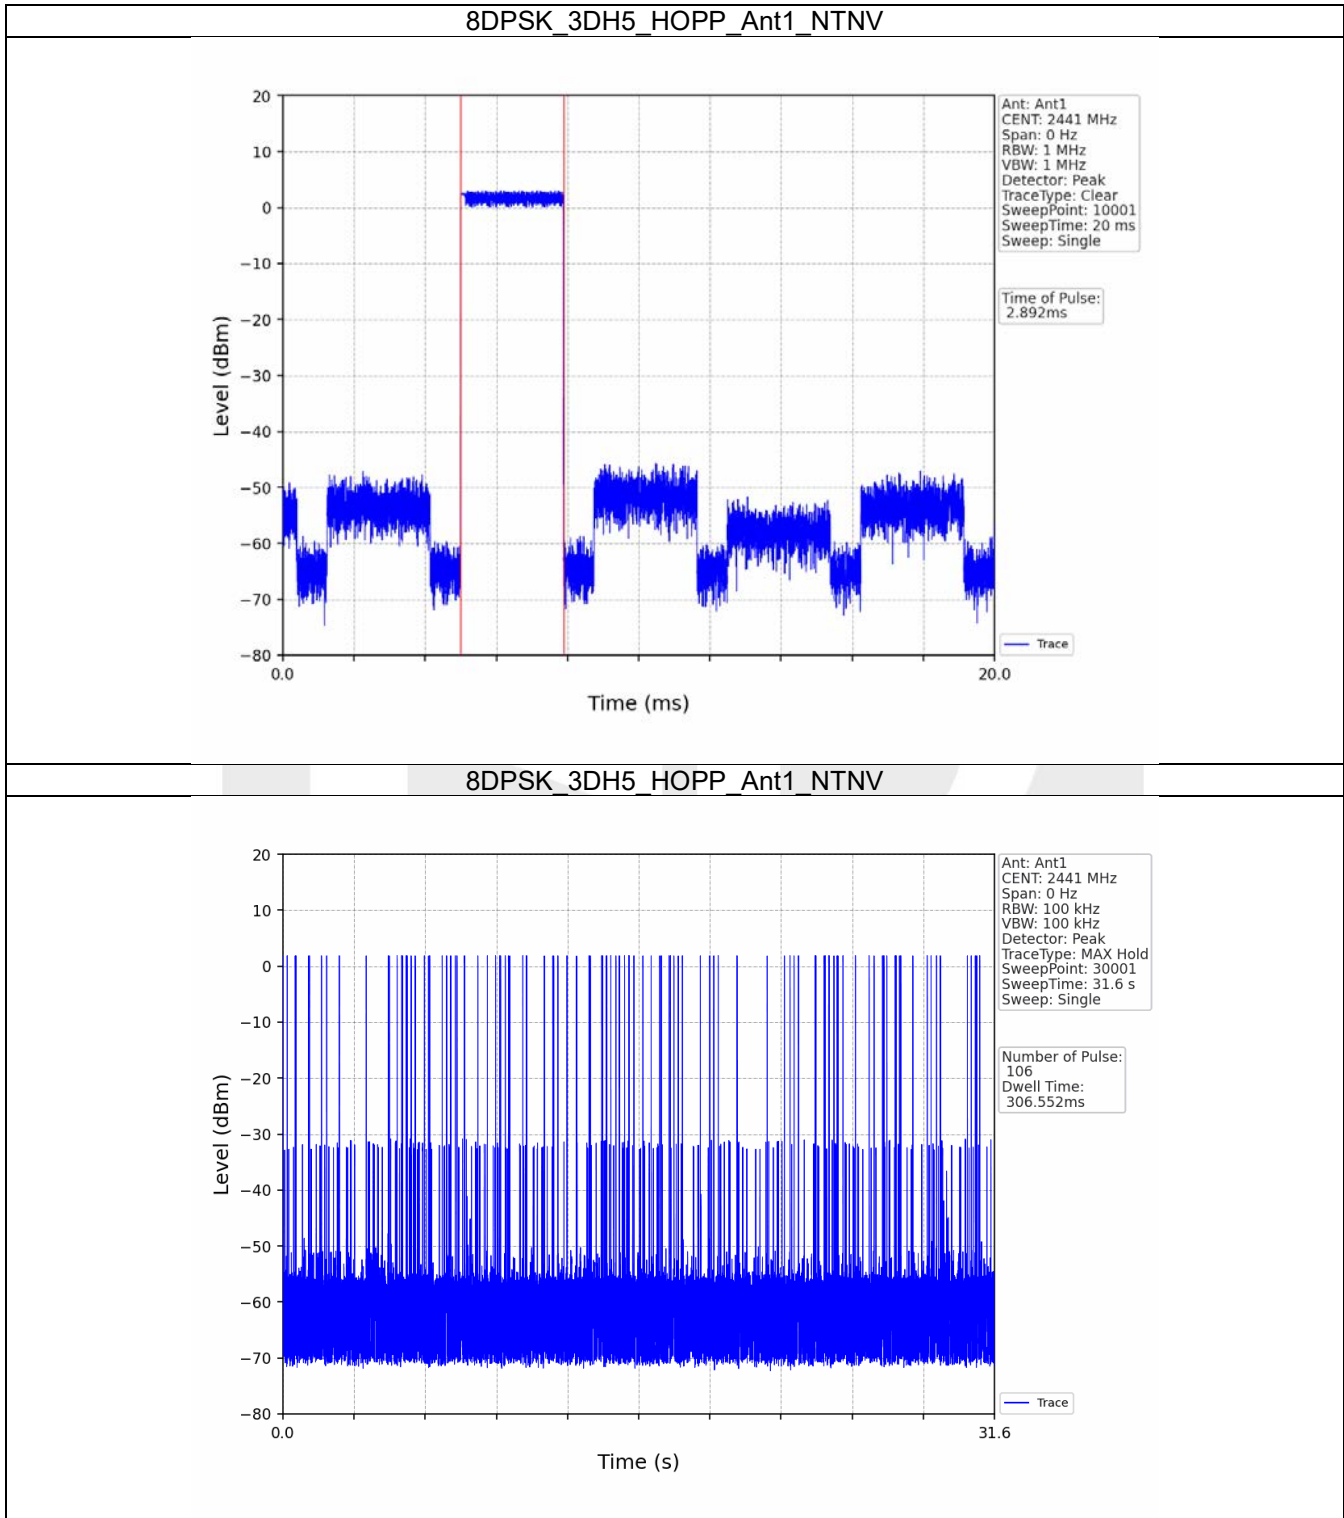 8DPSK_3DH5_HOPP_Ant1_NTNV
20
10
0
−10
−20
−30
−40
−50
−60
−70
−80
Level (dBm)
0.0
20.0
Time (ms)
Ant: Ant1
CENT: 2441 MHz
Span: 0 Hz
RBW: 1 MHz
VBW: 1 MHz
Detector: Peak
TraceType: Clear
SweepPoint: 10001
SweepTime: 20 ms
Sweep: Single
Time of Pulse:
2.892ms
Trace
8DPSK_3DH5_HOPP_Ant1_NTNV
20
10
0
−10
−20
−30
−40
−50
−60
−70
−80
Level (dBm)
0.0
31.6
Time (s)
Ant: Ant1
CENT: 2441 MHz
Span: 0 Hz
RBW: 100 kHz
VBW: 100 kHz
Detector: Peak
TraceType: MAX Hold
SweepPoint: 30001
SweepTime: 31.6 s
Sweep: Single
Number of Pulse:
106
Dwell Time:
306.552ms
Trace